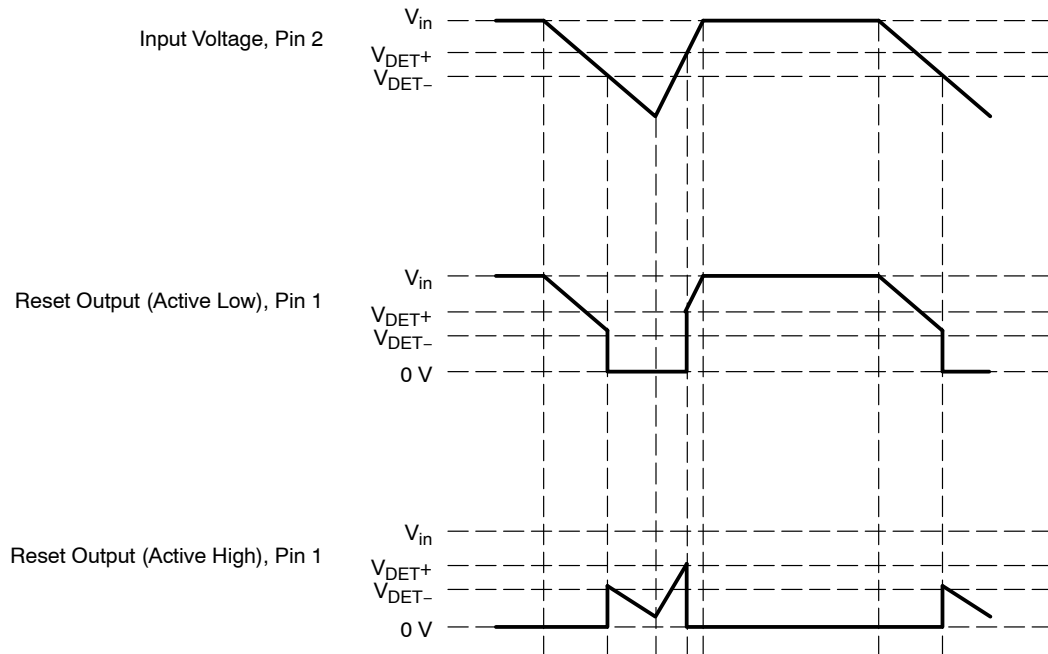 V_in
Input Voltage, Pin 2
V_DET+
V_DET−
V_in
Reset Output (Active Low), Pin 1
V_DET+
V_DET−
0 V
V_in
Reset Output (Active High), Pin 1
V_DET+
V_DET−
0 V